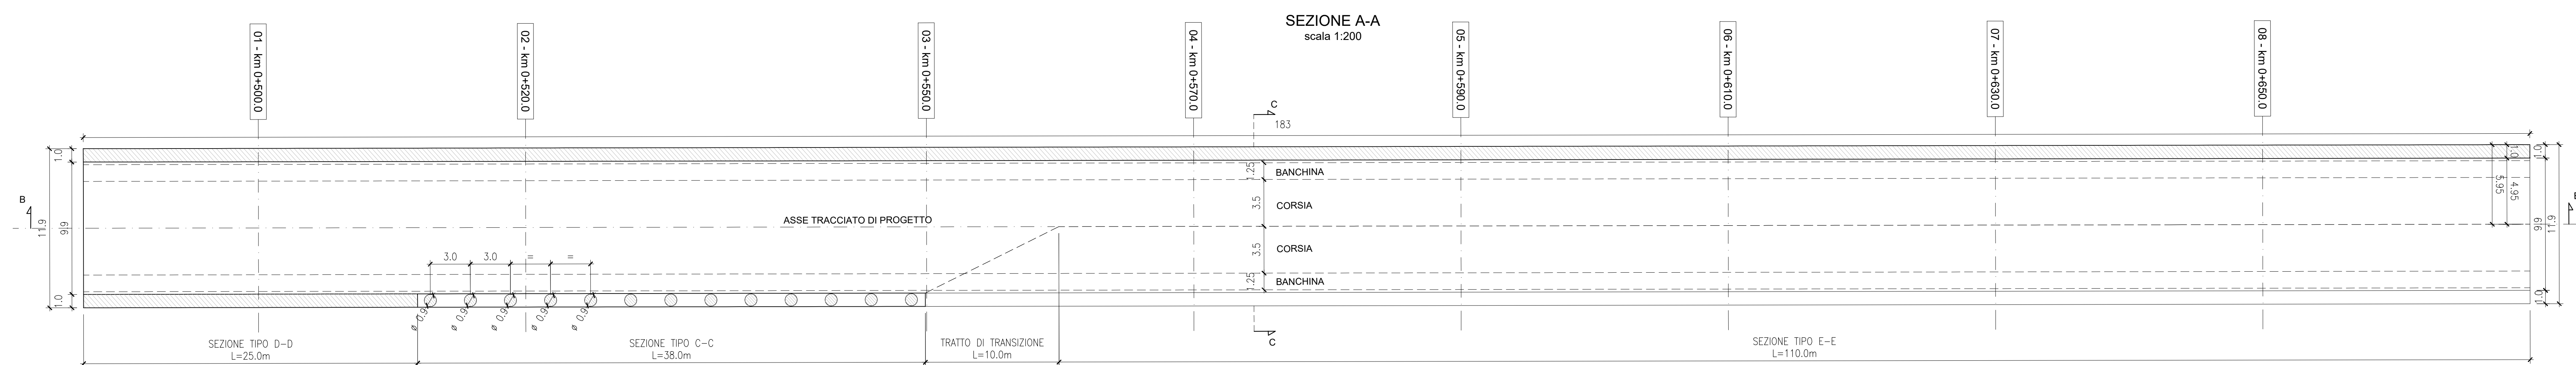 SEZIONE A-A
scala 1:200
01 - km 0+500.0
02 - km 0+520.0
03 - km 0+550.0
04 - km 0+570.0
05 - km 0+590.0
06 - km 0+610.0
07 - km 0+630.0
08 - km 0+650.0
C
183
1.0
1.25
BANCHINA
1.0
1.0
B
11.9
9.9
ASSE TRACCIATO DI PROGETTO
3.5
CORSIA
5.95
4.95
9.9
11.9
3.0
3.0
=
=
3.5
CORSIA
1.0
1.25
BANCHINA
1.0
C
SEZIONE TIPO D-D
L=25.0m
SEZIONE TIPO C-C
L=38.0m
TRATTO DI TRANSIZIONE
L=10.0m
SEZIONE TIPO E-E
L=110.0m